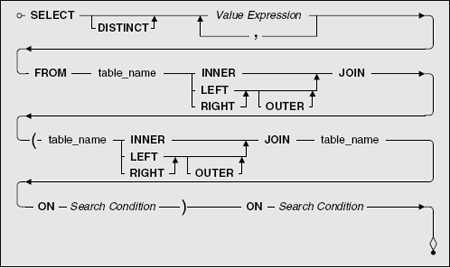 SELECT DISTINCT Value Expression ,
FROM table_name INNER LEFT RIGHT OUTER JOIN
( table_name INNER LEFT RIGHT OUTER JOIN table_name
ON Search Condition ) ON Search Condition